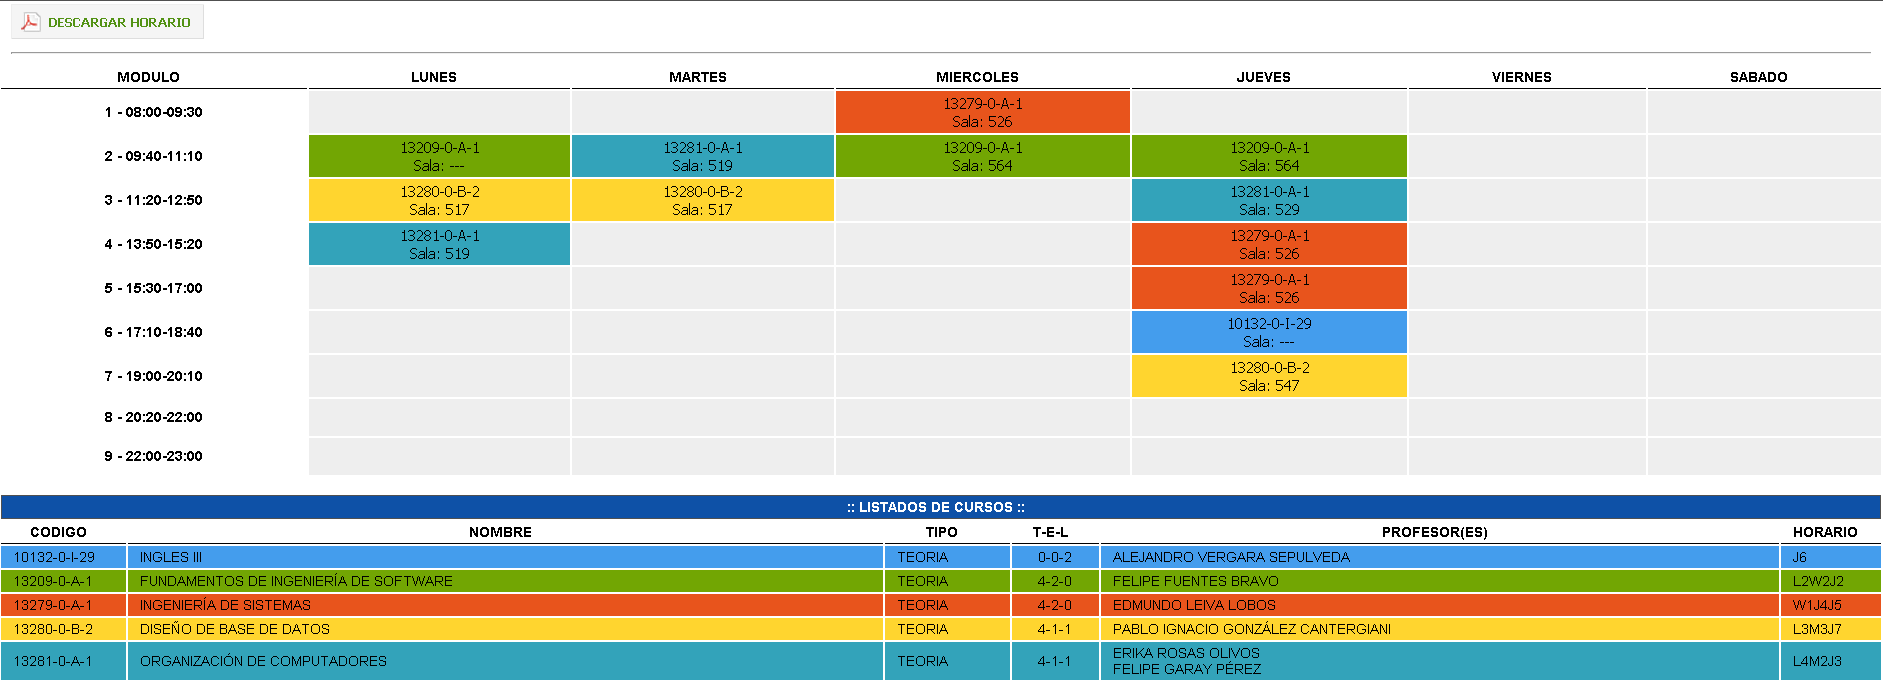 DESCARGAR HORARIO
MODULO LUNES MARTES MIERCOLES JUEVES VIERNES SABADO
1 - 08:00-09:30 13279-0-A-1
Sala: 526
2 - 09:40-11:10 13209-0-A-1 13281-0-A-1 13209-0-A-1 13209-0-A-1
Sala: --- Sala: 519 Sala: 564 Sala: 564
3 - 11:20-12:50 13280-0-B-2 13280-0-B-2 13281-0-A-1
Sala: 517 Sala: 517 Sala: 529
4 - 13:50-15:20 13281-0-A-1 13279-0-A-1
Sala: 519 Sala: 526
5 - 15:30-17:00 13279-0-A-1
Sala: 526
6 - 17:10-18:40 10132-0-I-29
Sala: ---
7 - 19:00-20:10 13280-0-B-2
Sala: 547
8 - 20:20-22:00
9 - 22:00-23:00
:: LISTADOS DE CURSOS ::
CODIGO NOMBRE TIPO T-E-L PROFESOR(ES) HORARIO
10132-0-I-29 INGLES III TEORIA 0-0-2 ALEJANDRO VERGARA SEPULVEDA J6
13209-0-A-1 FUNDAMENTOS DE INGENIERÍA DE SOFTWARE TEORIA 4-2-0 FELIPE FUENTES BRAVO L2W2J2
13279-0-A-1 INGENIERÍA DE SISTEMAS TEORIA 4-2-0 EDMUNDO LEIVA LOBOS W1J4J5
13280-0-B-2 DISEÑO DE BASE DE DATOS TEORIA 4-1-1 PABLO IGNACIO GONZÁLEZ CANTERGIANI L3M3J7
13281-0-A-1 ORGANIZACIÓN DE COMPUTADORES TEORIA 4-1-1 ERIKA ROSAS OLIVOS L4M2J3
FELIPE GARAY PÉREZ